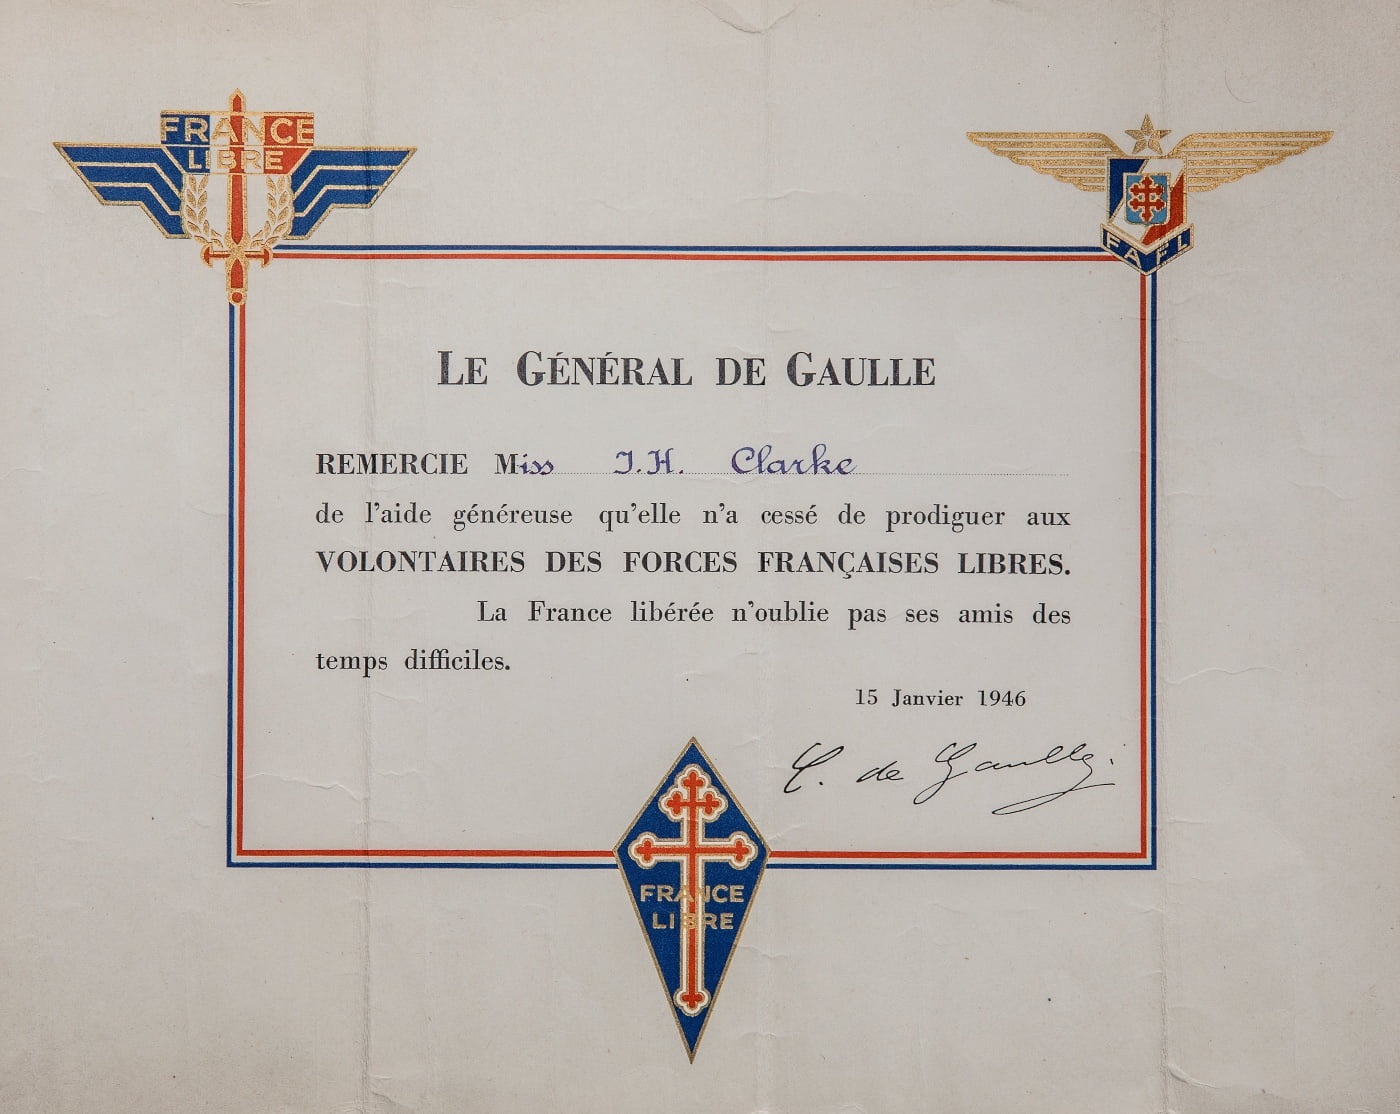 FRANCE
LIBRE
FAFL
LE GÉNÉRAL DE GAULLE
REMERCIE Miss J.H. Clarke
de l'aide généreuse qu'elle n'a cessé de prodiguer aux
VOLONTAIRES DES FORCES FRANÇAISES LIBRES.
La France libérée n'oublie pas ses amis des
temps difficiles.
15 Janvier 1946
C. de Gaulle.
FRANCE
LIBRE